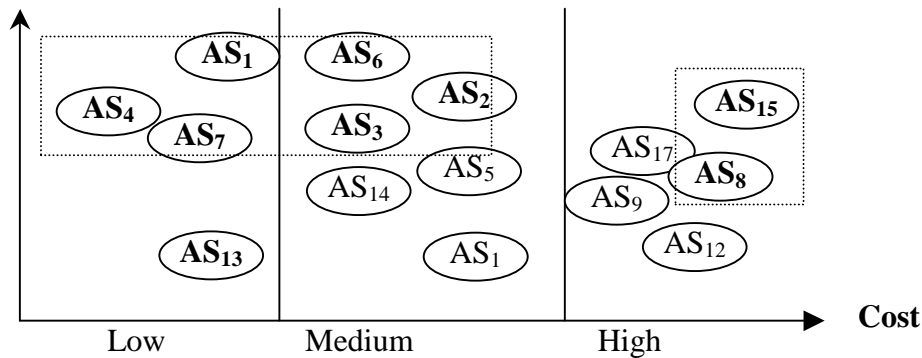 AS₁
AS₆
AS₂
AS₁₅
AS₄
AS₃
AS₇
AS₁₇
AS₅
AS₈
AS₁₄
AS₉
AS₁₂
AS₁₃
AS₁
Cost
Low
Medium
High